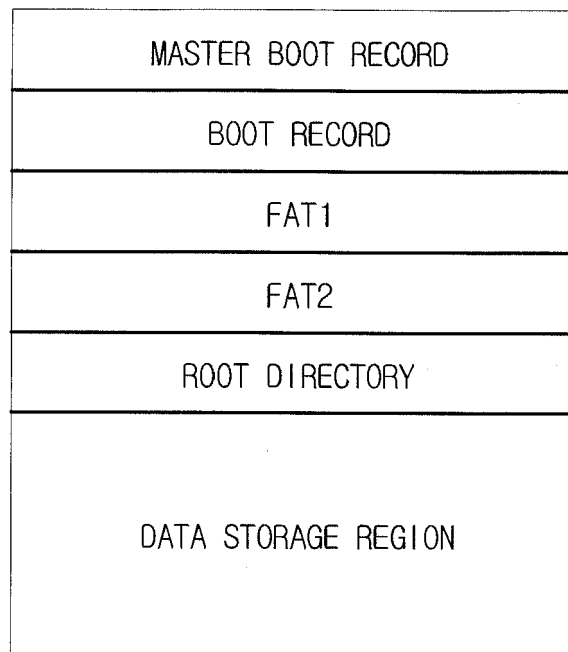 MASTER BOOT RECORD
BOOT RECORD
FAT1
FAT2
ROOT DIRECTORY
DATA STORAGE REGION